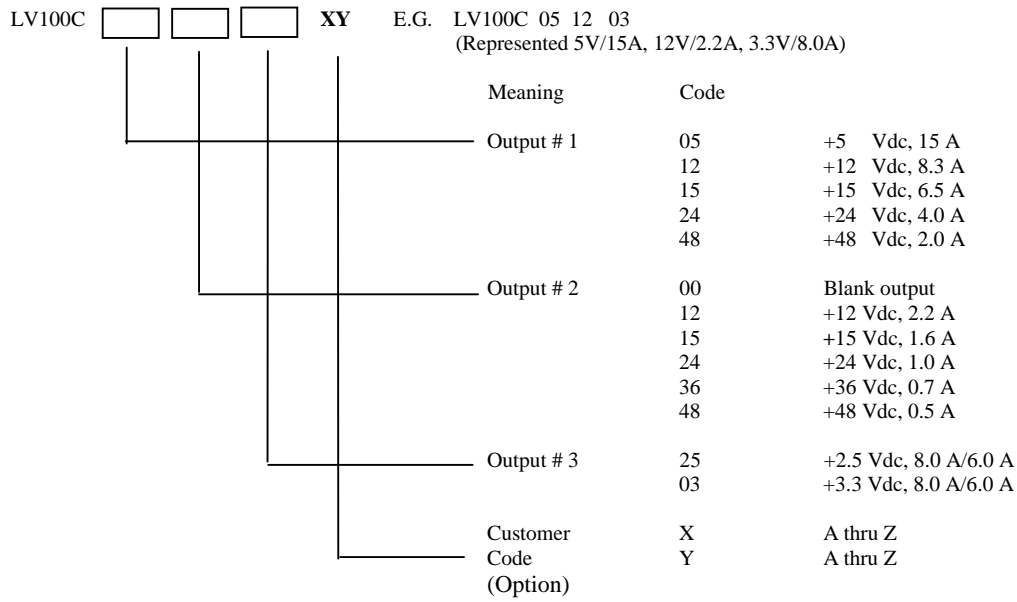 LV100C XY E.G. LV100C 05 12 03
(Represented 5V/15A, 12V/2.2A, 3.3V/8.0A)
Meaning Code
Output # 1 05 +5 Vdc, 15 A
12 +12 Vdc, 8.3 A
15 +15 Vdc, 6.5 A
24 +24 Vdc, 4.0 A
48 +48 Vdc, 2.0 A
Output # 2 00 Blank output
12 +12 Vdc, 2.2 A
15 +15 Vdc, 1.6 A
24 +24 Vdc, 1.0 A
36 +36 Vdc, 0.7 A
48 +48 Vdc, 0.5 A
Output # 3 25 +2.5 Vdc, 8.0 A/6.0 A
03 +3.3 Vdc, 8.0 A/6.0 A
Customer X A thru Z
Code Y A thru Z
(Option)